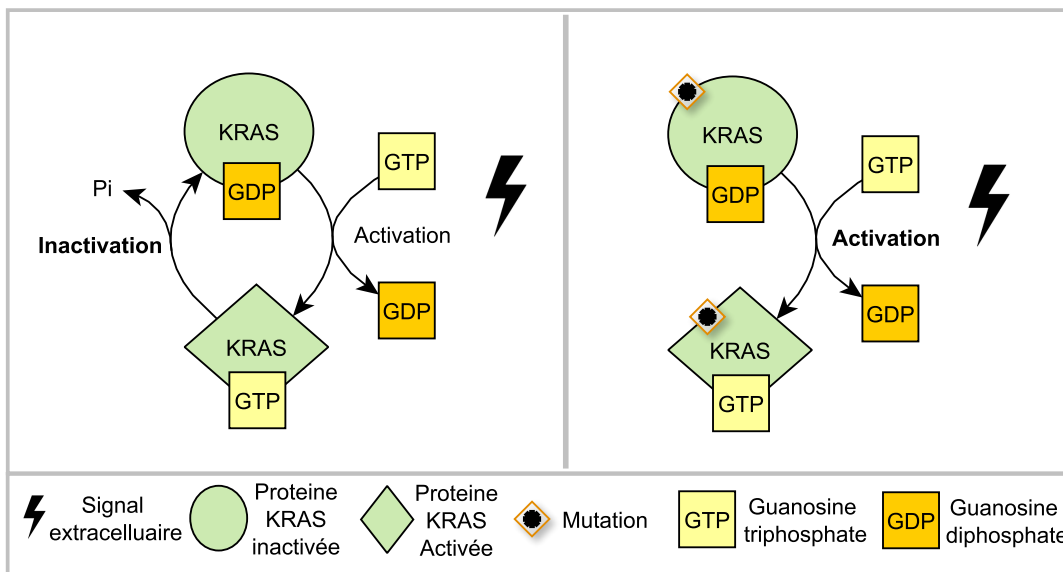 KRAS
GDP
GTP
Pi
Inactivation
Activation
GDP
KRAS
GTP
KRAS
GDP
GTP
Activation
GDP
KRAS
GTP
Signal
extracelluaire
Proteine
KRAS
inactivée
Proteine
KRAS
Activée
Mutation
GTP
Guanosine
triphosphate
GDP
Guanosine
diphosphate